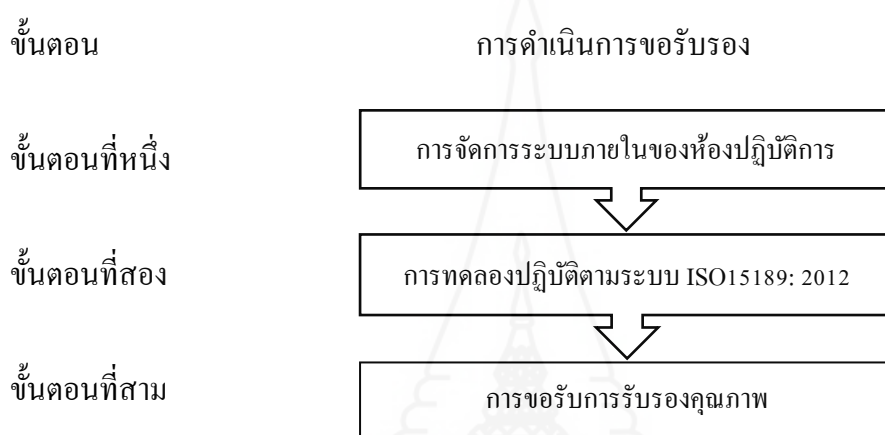 ขั้นตอน การดำเนินการขอรับรอง
ขั้นตอนที่หนึ่ง การจัดการระบบภายในของห้องปฏิบัติการ
ขั้นตอนที่สอง การทดลองปฏิบัติตามระบบ ISO15189: 2012
ขั้นตอนที่สาม การขอรับการรับรองคุณภาพ